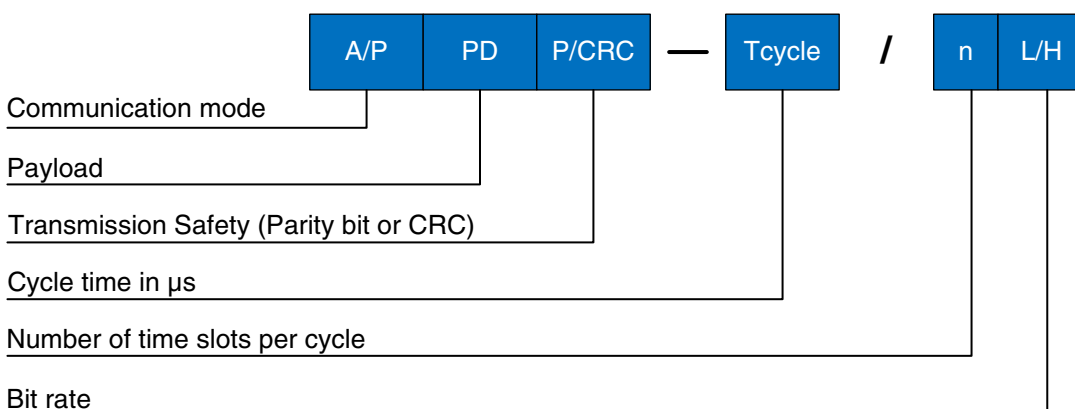 A/P PD P/CRC — Tcycle / n L/H
Communication mode
Payload
Transmission Safety (Parity bit or CRC)
Cycle time in µs
Number of time slots per cycle
Bit rate